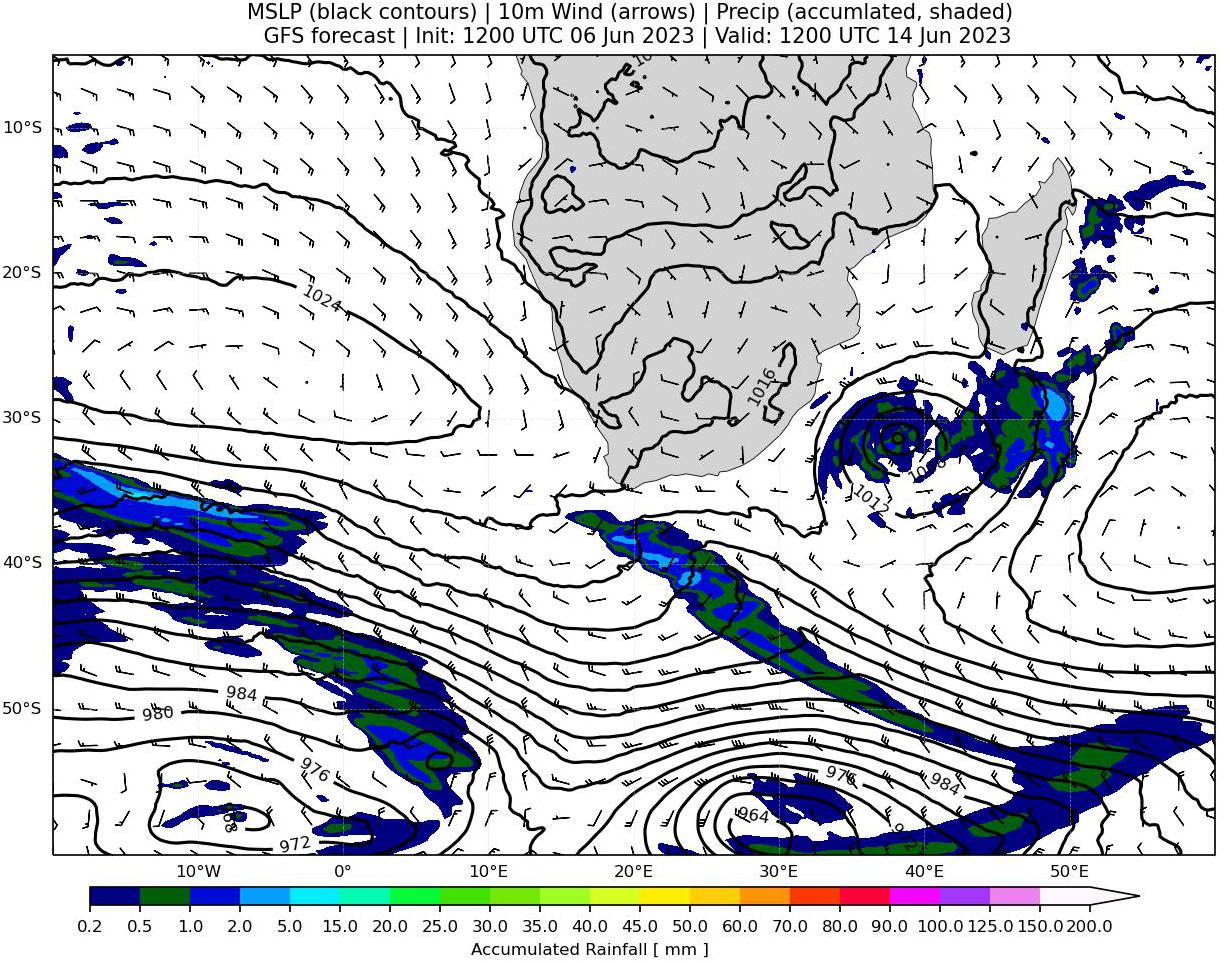 MSLP (black contours) | 10m Wind (arrows) | Precip (accumlated, shaded)
GFS forecast | Init: 1200 UTC 06 Jun 2023 | Valid: 1200 UTC 14 Jun 2023
10°S
20°S
1024
1016
30°S
1012
40°S
984
50°S
980
976
976
984
964
972
10°W
0°
10°E
20°E
30°E
40°E
50°E
0.2 0.5 1.0 2.0 5.0 10.0 15.0 20.0 25.0 30.0 35.0 40.0 45.0 50.0 60.0 70.0 80.0 90.0 100.0 125.0 150.0 200.0
Accumulated Rainfall [ mm ]